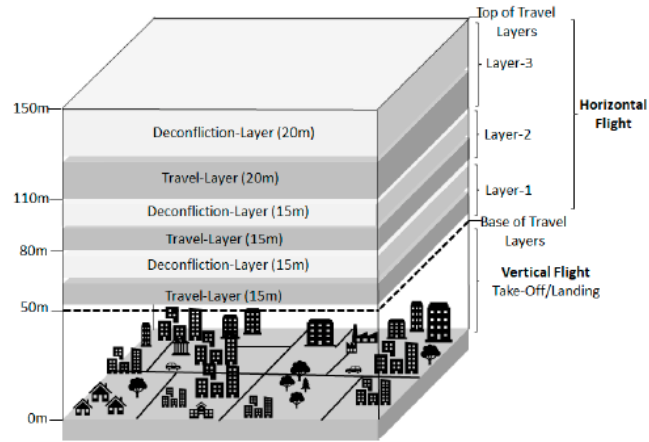 Top of Travel
Layers
Layer-3
150m
Horizontal
Flight
Deconfliction-Layer (20m)
Layer-2
Travel-Layer (20m)
110m
Layer-1
Deconfliction-Layer (15m)
Base of Travel
Layers
Travel-Layer (15m)
80m
Deconfliction-Layer (15m)
Vertical Flight
Take-Off/Landing
Travel-Layer (15m)
50m
0m